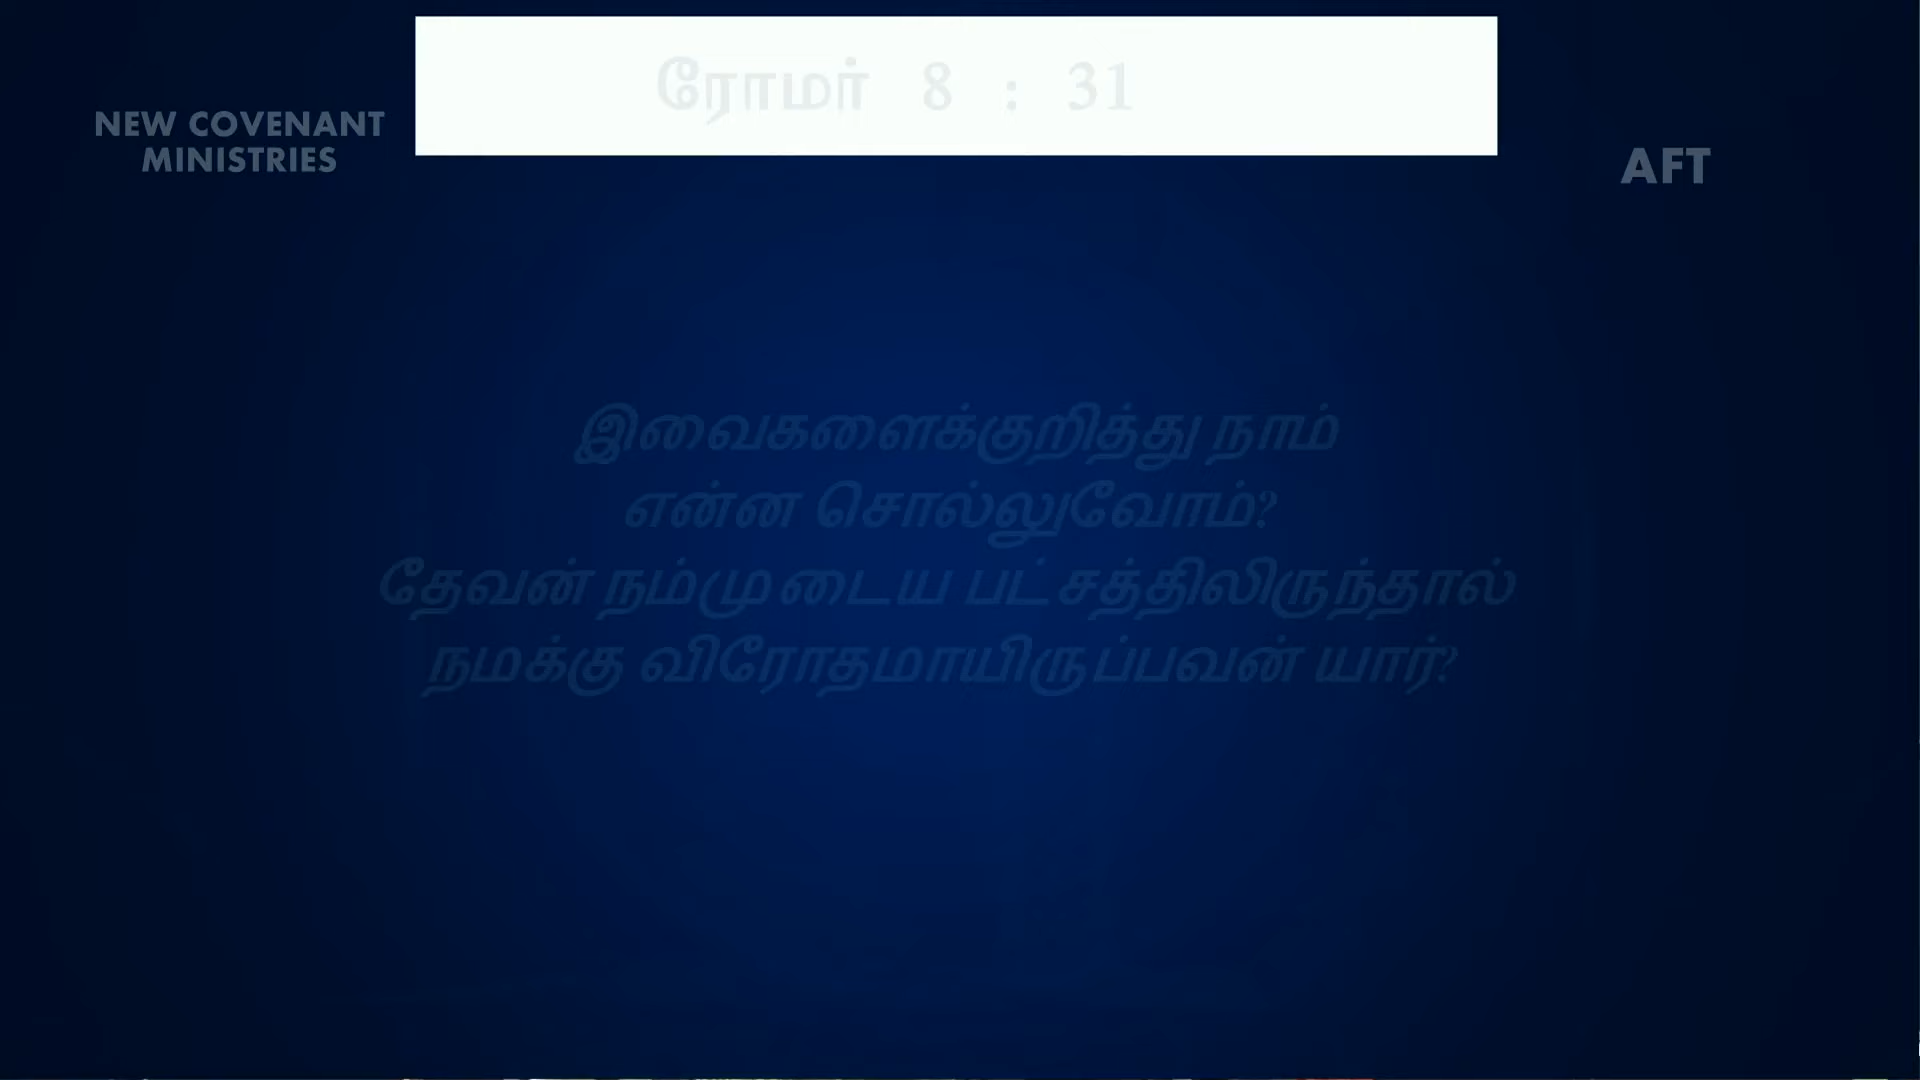 ரோமர் 8 : 31
NEW COVENANT
MINISTRIES
AFT
இவைகளைக்குறித்து நாம்
என்ன சொல்லுவோம்?
தேவன் நம்முடைய பட்சத்திலிருந்தால்
நமக்கு விரோதமாயிருப்பவன் யார்?